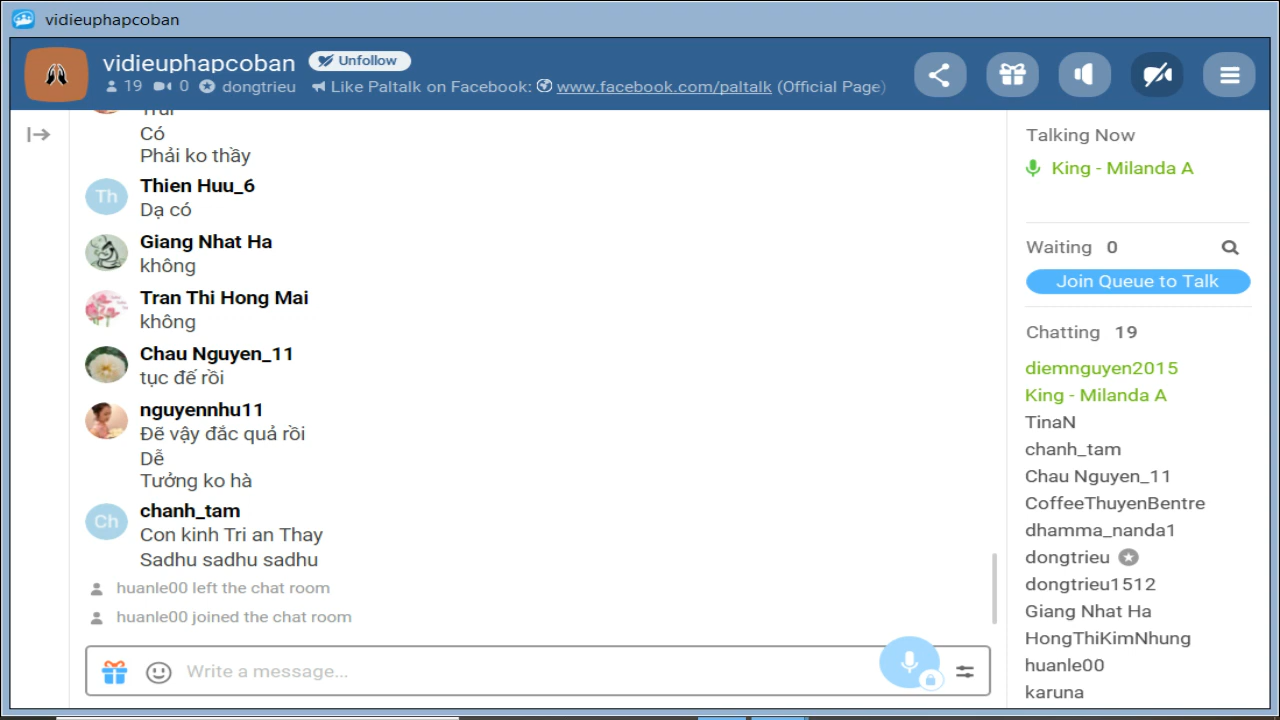 vidieuphapcoban
vidieuphapcoban Unfollow
19 0 dongtrieu Like Paltalk on Facebook: www.facebook.com/paltalk (Official Page)
Có
Phải ko thầy
Th Thien Huu_6
Dạ có
Giang Nhat Ha
không
Tran Thi Hong Mai
không
Chau Nguyen_11
tục đế rồi
nguyennhu11
Đẽ vậy đắc quả rồi
Dễ
Tưởng ko hà
Ch chanh_tam
Con kinh Tri an Thay
Sadhu sadhu sadhu
huanle00 left the chat room
huanle00 joined the chat room
Write a message...
Talking Now
King - Milanda A
Waiting 0
Join Queue to Talk
Chatting 19
diemnguyen2015
King - Milanda A
TinaN
chanh_tam
Chau Nguyen_11
CoffeeThuyenBentre
dhamma_nanda1
dongtrieu
dongtrieu1512
Giang Nhat Ha
HongThiKimNhung
huanle00
karuna